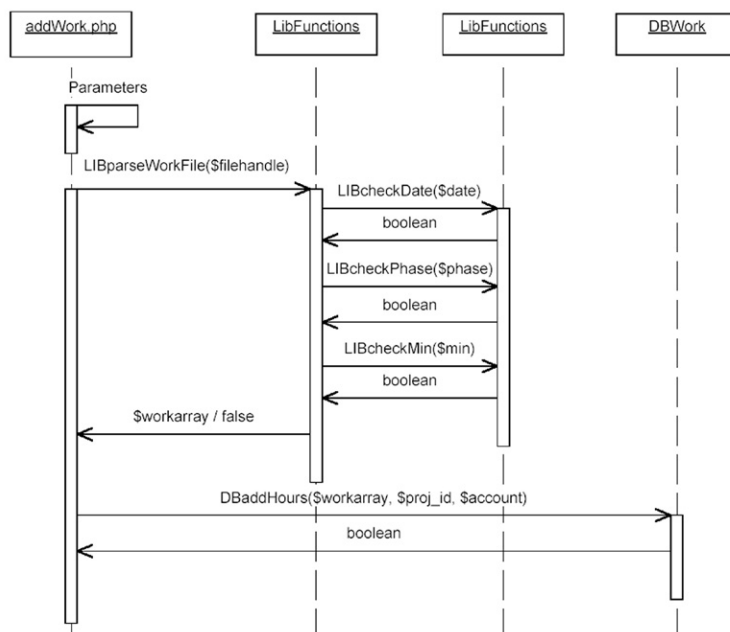 addWork.php
LibFunctions
LibFunctions
DBWork
Parameters
LIBparseWorkFile($filehandle)
LIBcheckDate($date)
boolean
LIBcheckPhase($phase)
boolean
LIBcheckMin($min)
boolean
$workarray / false
DBaddHours($workarray, $proj_id, $account)
boolean